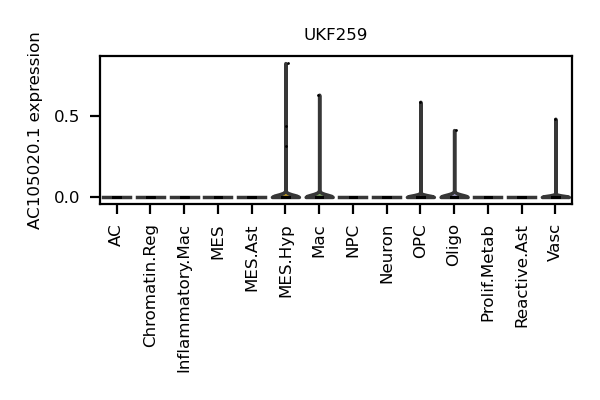 UKF259
AC105020.1 expression
0.5
0.0
AC
Chromatin.Reg
Inflammatory.Mac
MES
MES.Ast
MES.Hyp
Mac
NPC
Neuron
OPC
Oligo
Prolif.Metab
Reactive.Ast
Vasc